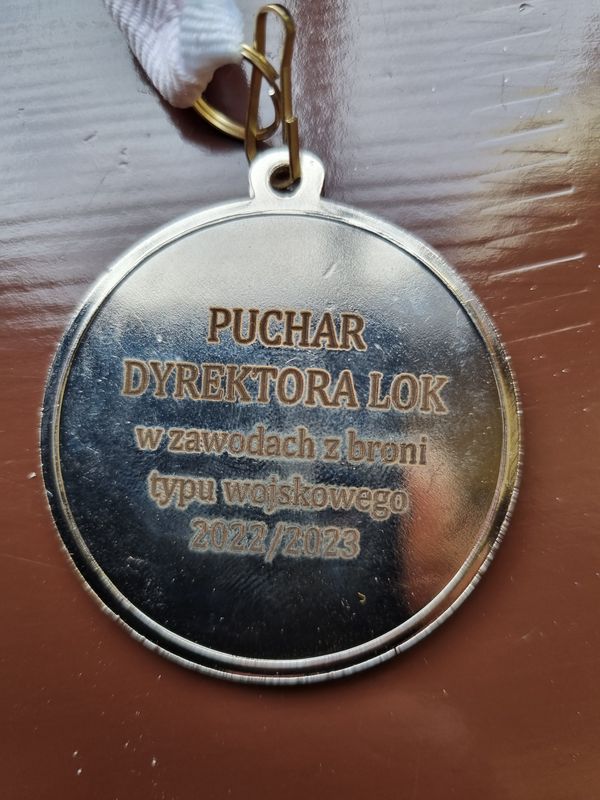 PUCHAR
DYREKTORA LOK
w zawodach z broni
typu wojskowego
2022/2023